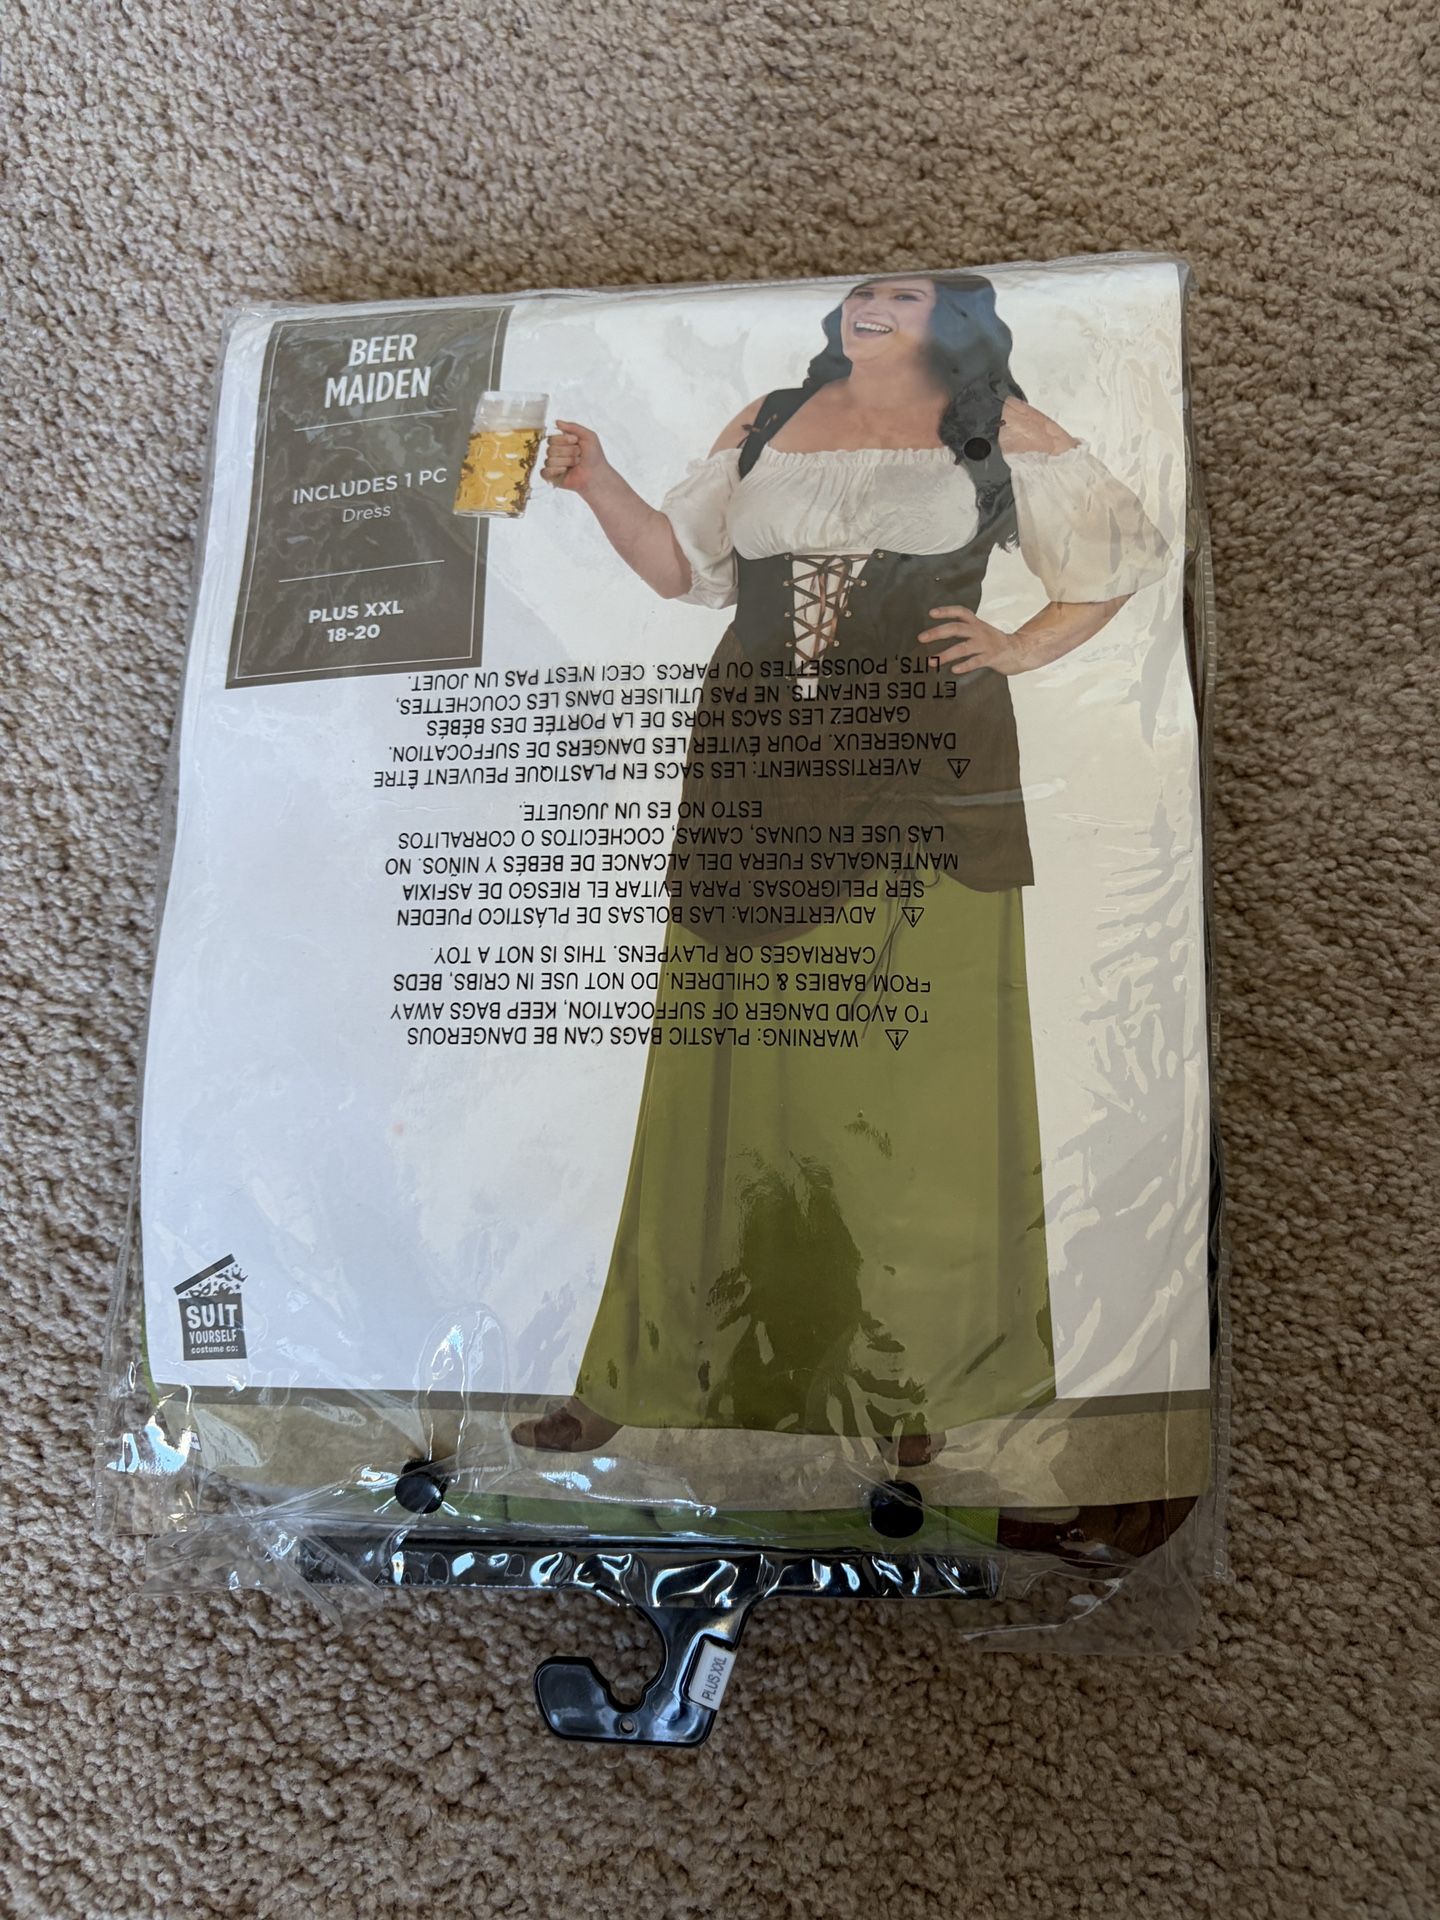 BEER
MAIDEN
INCLUDES 1 PC
Dress
PLUS XXL
18-20
WARNING: PLASTIC BAGS CAN BE DANGEROUS
TO AVOID DANGER OF SUFFOCATION, KEEP BAGS AWAY
FROM BABIES & CHILDREN. DO NOT USE IN CRIBS, BEDS
CARRIAGES OR PLAYPENS. THIS IS NOT A TOY.
ADVERTENCIA: LAS BOLSAS DE PLÁSTICO PUEDEN
SER PELIGROSAS. PARA EVITAR EL RIESGO DE ASFIXIA
MANTÉNGALAS FUERA DEL ALCANCE DE BEBÉS Y NIÑOS. NO
LAS USE EN CUNAS, CAMAS, COCHECITOS O CORRALITOS
ESTO NO ES UN JUGUETE.
AVERTISSEMENT: LES SACS EN PLASTIQUE PEUVENT ÊTRE
DANGEREUX. POUR ÉVITER LES DANGERS DE SUFFOCATION.
GARDEZ LES SACS HORS DE LA PORTÉE DES BÉBÉS
ET DES ENFANTS. NE PAS UTILISER DANS LES COUCHETTES,
LITS, POUSSETTES OU PARCS. CECI N'EST PAS UN JOUET.
SUIT
YOURSELF
costume co.
PLUS XXL